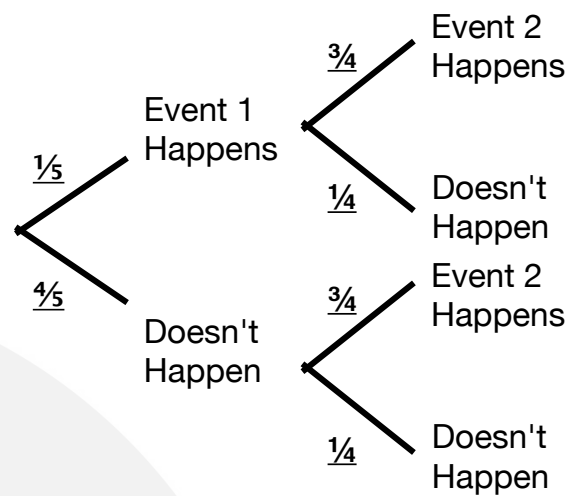 Event 2
Happens
¾
Event 1
Happens
⅕
¼
Doesn't
Happen
Event 2
Happens
⅘
¾
Doesn't
Happen
¼
Doesn't
Happen